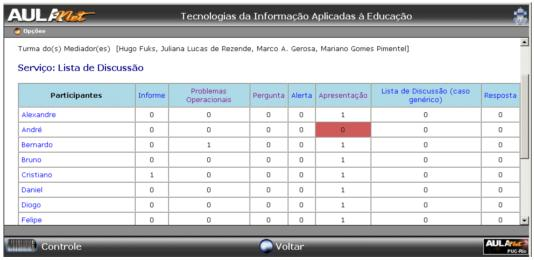 AULANet Tecnologias da Informação Aplicadas à Educação
Opções
Turma do(s) Mediador(es) [Hugo Fuks, Juliana Lucas de Rezende, Marco A. Gerosa, Mariano Gomes Pimentel]
Serviço: Lista de Discussão
Participantes Informe Problemas Operacionais Pergunta Alerta Apresentação Lista de Discussão (caso genérico) Resposta
Alexandre 0 0 0 0 1 0 0
André 0 0 0 0 0 0 0
Bernardo 0 1 0 0 1 0 0
Bruno 0 0 0 0 1 0 0
Cristiano 1 0 0 0 1 0 0
Daniel 0 0 0 0 1 0 0
Diogo 0 0 0 0 1 0 0
Felipe 0 0 0 0 1 0 0
Controle Voltar AULANet
PUC-Rio